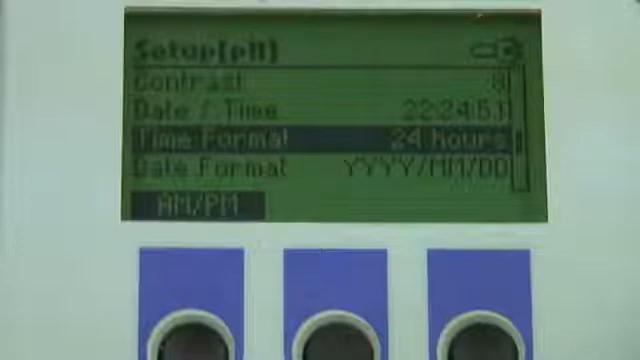 Setup[pH]
Contrast 8
Date / Time 22:24:51
Time Format 24 hours
Date Format YYYY/MM/DD
AM/PM